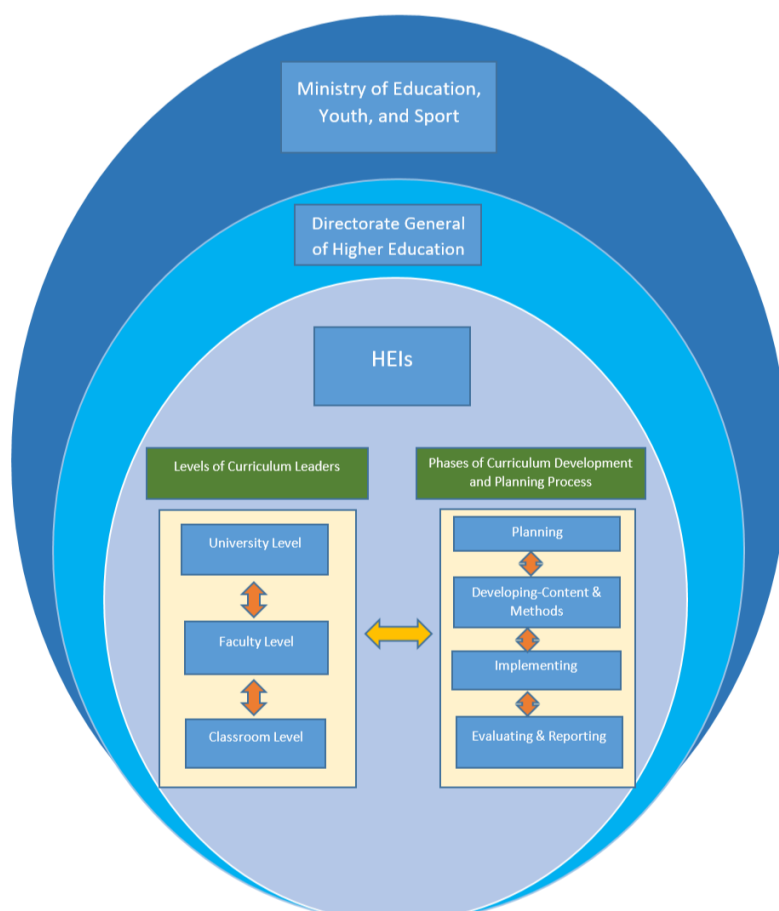 Ministry of Education,
Youth, and Sport
Directorate General
of Higher Education
HEIs
Levels of Curriculum Leaders
University Level
Faculty Level
Classroom Level
Phases of Curriculum Development
and Planning Process
Planning
Developing-Content &
Methods
Implementing
Evaluating & Reporting